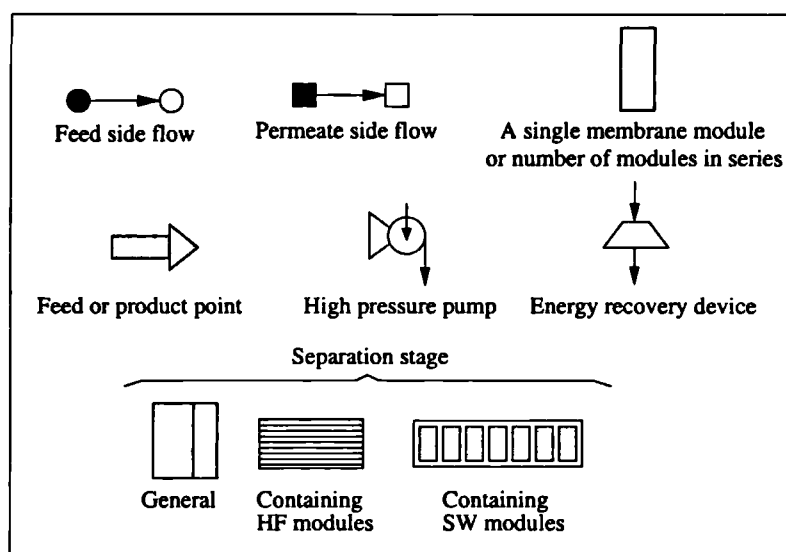 Feed side flow
Permeate side flow
A single membrane module
or number of modules in series
Feed or product point
High pressure pump
Energy recovery device
Separation stage
General
Containing
HF modules
Containing
SW modules